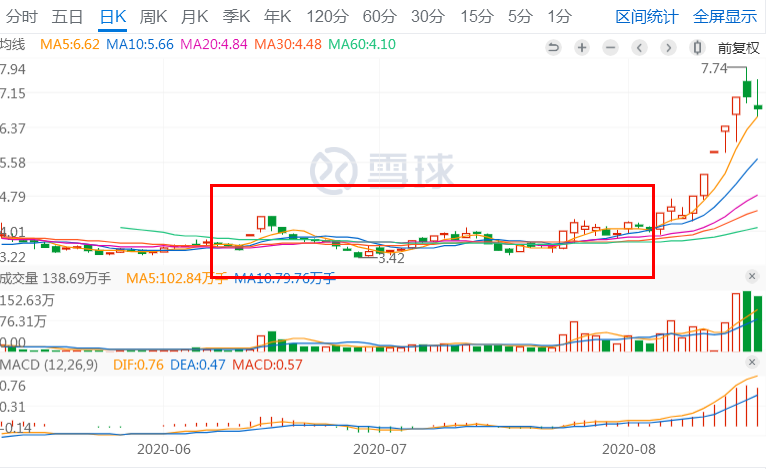 分时 五日 日K 周K 月K 季K 年K 120分 60分 30分 15分 5分 1分 区间统计 全屏显示
均线 MA5:6.62 MA10:5.66 MA20:4.84 MA30:4.48 MA60:4.10 前复权
7.94
7.74
7.15
6.37
5.58
雪球
4.79
4.01
3.22
3.42
成交量 138.69万手 MA5:102.84万手 MA10:79.76万手
152.63万
76.31万
0.00
MACD (12,26,9) DIF:0.76 DEA:0.47 MACD:0.57
0.76
0.31
-0.14
2020-06 2020-07 2020-08